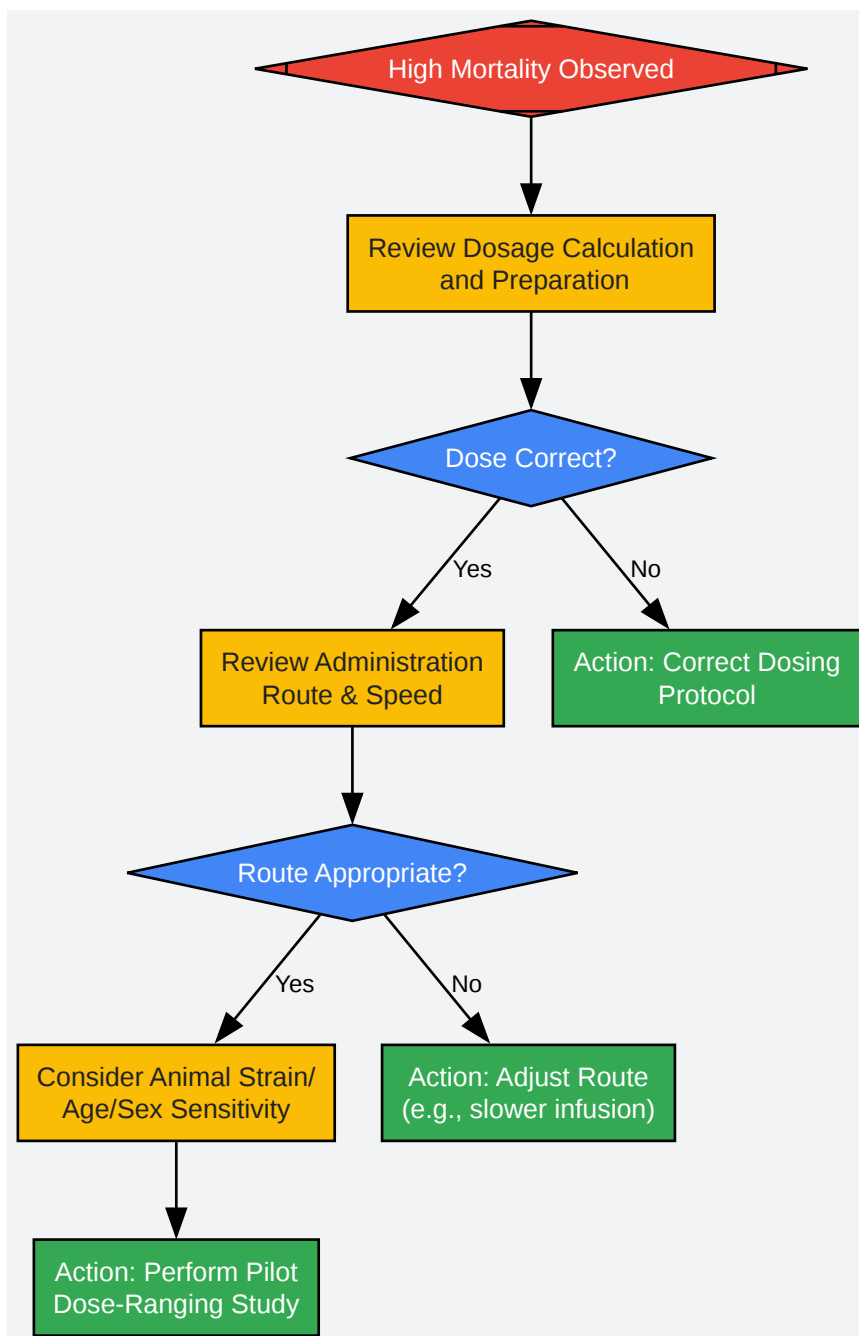 High Mortality Observed
Review Dosage Calculation
and Preparation
Dose Correct?
Yes
No
Review Administration
Route & Speed
Action: Correct Dosing
Protocol
Route Appropriate?
Yes
No
Consider Animal Strain/
Age/Sex Sensitivity
Action: Adjust Route
(e.g., slower infusion)
Action: Perform Pilot
Dose-Ranging Study